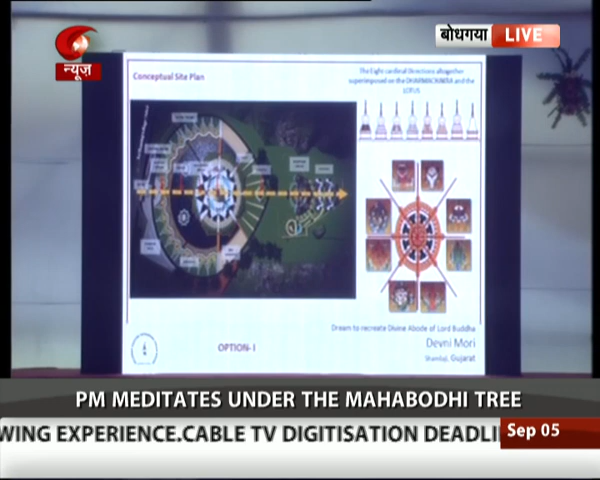 न्यूज़
बोधगया LIVE
Conceptual Site Plan
The Eight cardinal Directions altogether
superimposed on the DHARMACHAKRA and the
LOTUS
Dream to recreate Divine Abode of Lord Buddha
OPTION- I
Devni Mori
Shamlaji, Gujarat
PM MEDITATES UNDER THE MAHABODHI TREE
WING EXPERIENCE.CABLE TV DIGITISATION DEADLI
Sep 05